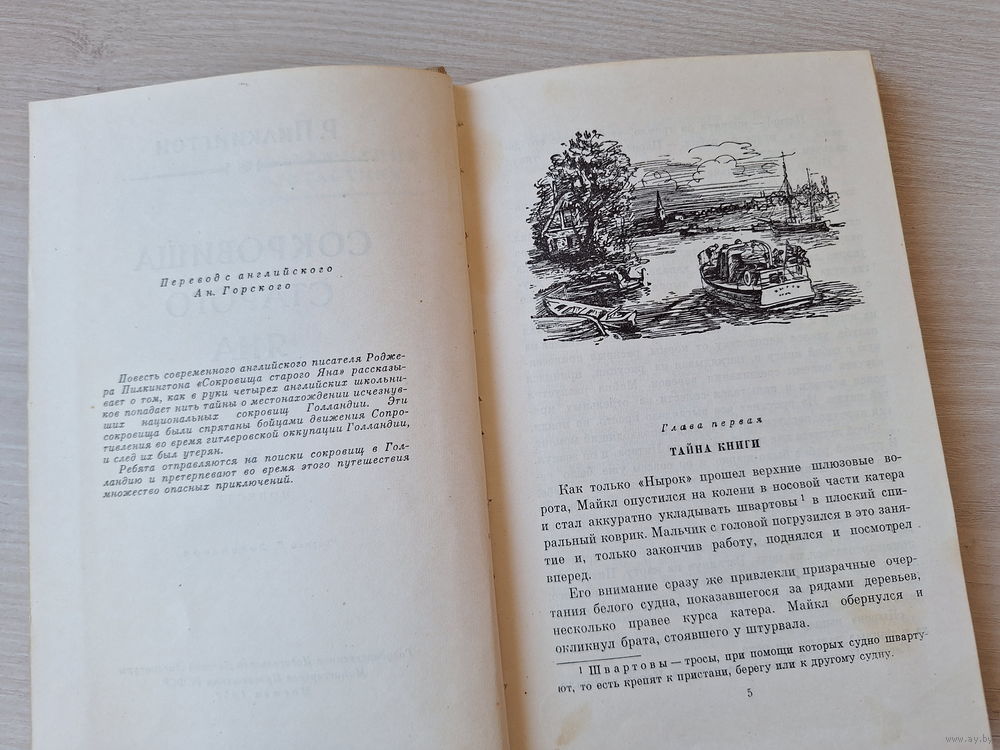 Перевод с английского
Ан. Горского
Повесть современного английского писателя Родже-
ра Пилкингтона «Сокровища старого Яна» рассказы-
вает о том, как в руки четырех английских школьни-
ков попадает нить тайны о местонахождении исчезнув-
ших национальных сокровищ Голландии. Эти
сокровища были спрятаны бойцами движения Сопро-
тивления во время гитлеровской оккупации Голландии,
и след их был утерян.
Ребята отправляются на поиски сокровищ в Гол-
ландию и претерпевают во время этого путешествия
множество опасных приключений.
Глава первая
ТАЙНА КНИГИ
Как только «Нырок» прошел верхние шлюзовые во-
рота, Майкл опустился на колени в носовой части катера
и стал аккуратно укладывать швартовы¹ в плоский спи-
ральный коврик. Мальчик с головой погрузился в это заня-
тие и, только закончив работу, поднялся и посмотрел
вперед.
Его внимание сразу же привлекли призрачные очер-
тания белого судна, показавшегося за рядами деревьев,
несколько правее курса катера. Майкл обернулся и
окликнул брата, стоявшего у штурвала.
¹ Швартовы — тросы, при помощи которых судно шварту-
ют, то есть крепят к пристани, берегу или к другому судну.
5
www.ay.by